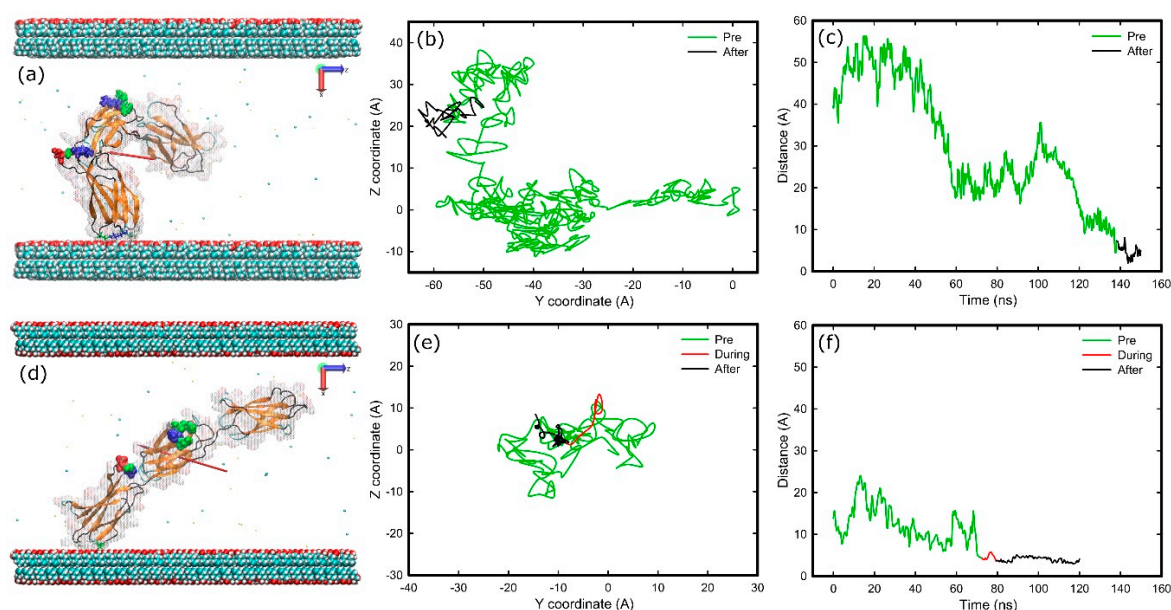 (a)
z
x
(b)
Pre
After
Z coordinate (A)
40
30
20
10
0
-10
-60
-50
-40
-30
-20
-10
0
Y coordinate (A)
(c)
Pre
After
Distance (A)
60
50
40
30
20
10
0
0
20
40
60
80
100
120
140
160
Time (ns)
(d)
z
x
(e)
Pre
During
After
Z coordinate (A)
30
20
10
0
-10
-20
-30
-40
-30
-20
-10
0
10
20
30
Y coordinate (A)
(f)
Pre
During
After
Distance (A)
60
50
40
30
20
10
0
0
20
40
60
80
100
120
140
160
Time (ns)